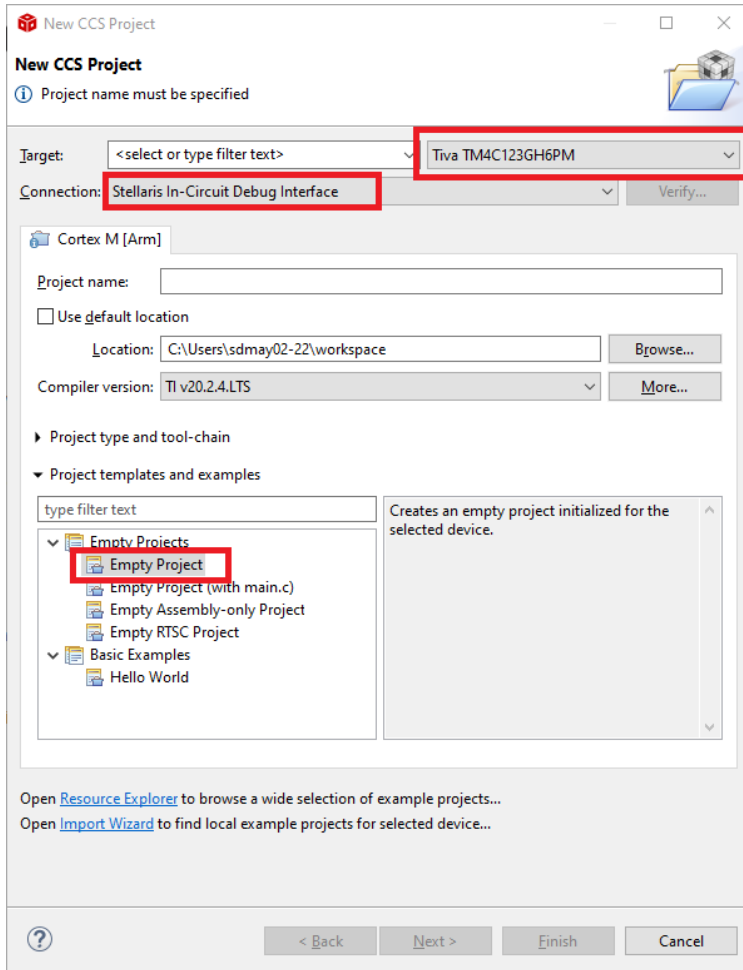 New CCS Project
New CCS Project
Project name must be specified
Target: <select or type filter text> Tiva TM4C123GH6PM
Connection: Stellaris In-Circuit Debug Interface Verify...
Cortex M [Arm]
Project name:
Use default location
Location: C:\Users\sdmay02-22\workspace Browse...
Compiler version: TI v20.2.4.LTS More...
Project type and tool-chain
Project templates and examples
type filter text
Creates an empty project initialized for the
selected device.
Empty Projects
Empty Project
Empty Project (with main.c)
Empty Assembly-only Project
Empty RTSC Project
Basic Examples
Hello World
Open Resource Explorer to browse a wide selection of example projects...
Open Import Wizard to find local example projects for selected device...
? < Back Next > Finish Cancel